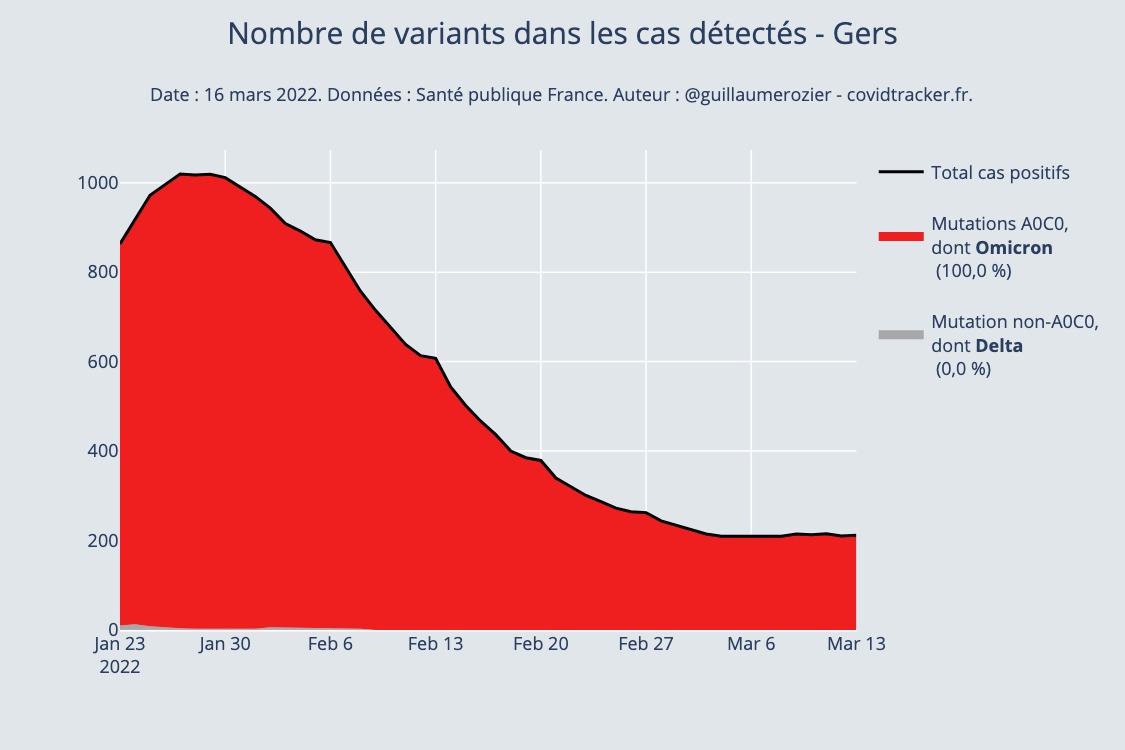 Nombre de variants dans les cas détectés - Gers
Date : 16 mars 2022. Données : Santé publique France. Auteur : @guillaumerozier - covidtracker.fr.
1000
800
600
400
200
0
Jan 23
2022
Jan 30
Feb 6
Feb 13
Feb 20
Feb 27
Mar 6
Mar 13
Total cas positifs
Mutations A0C0,
dont Omicron
(100,0 %)
Mutation non-A0C0,
dont Delta
(0,0 %)